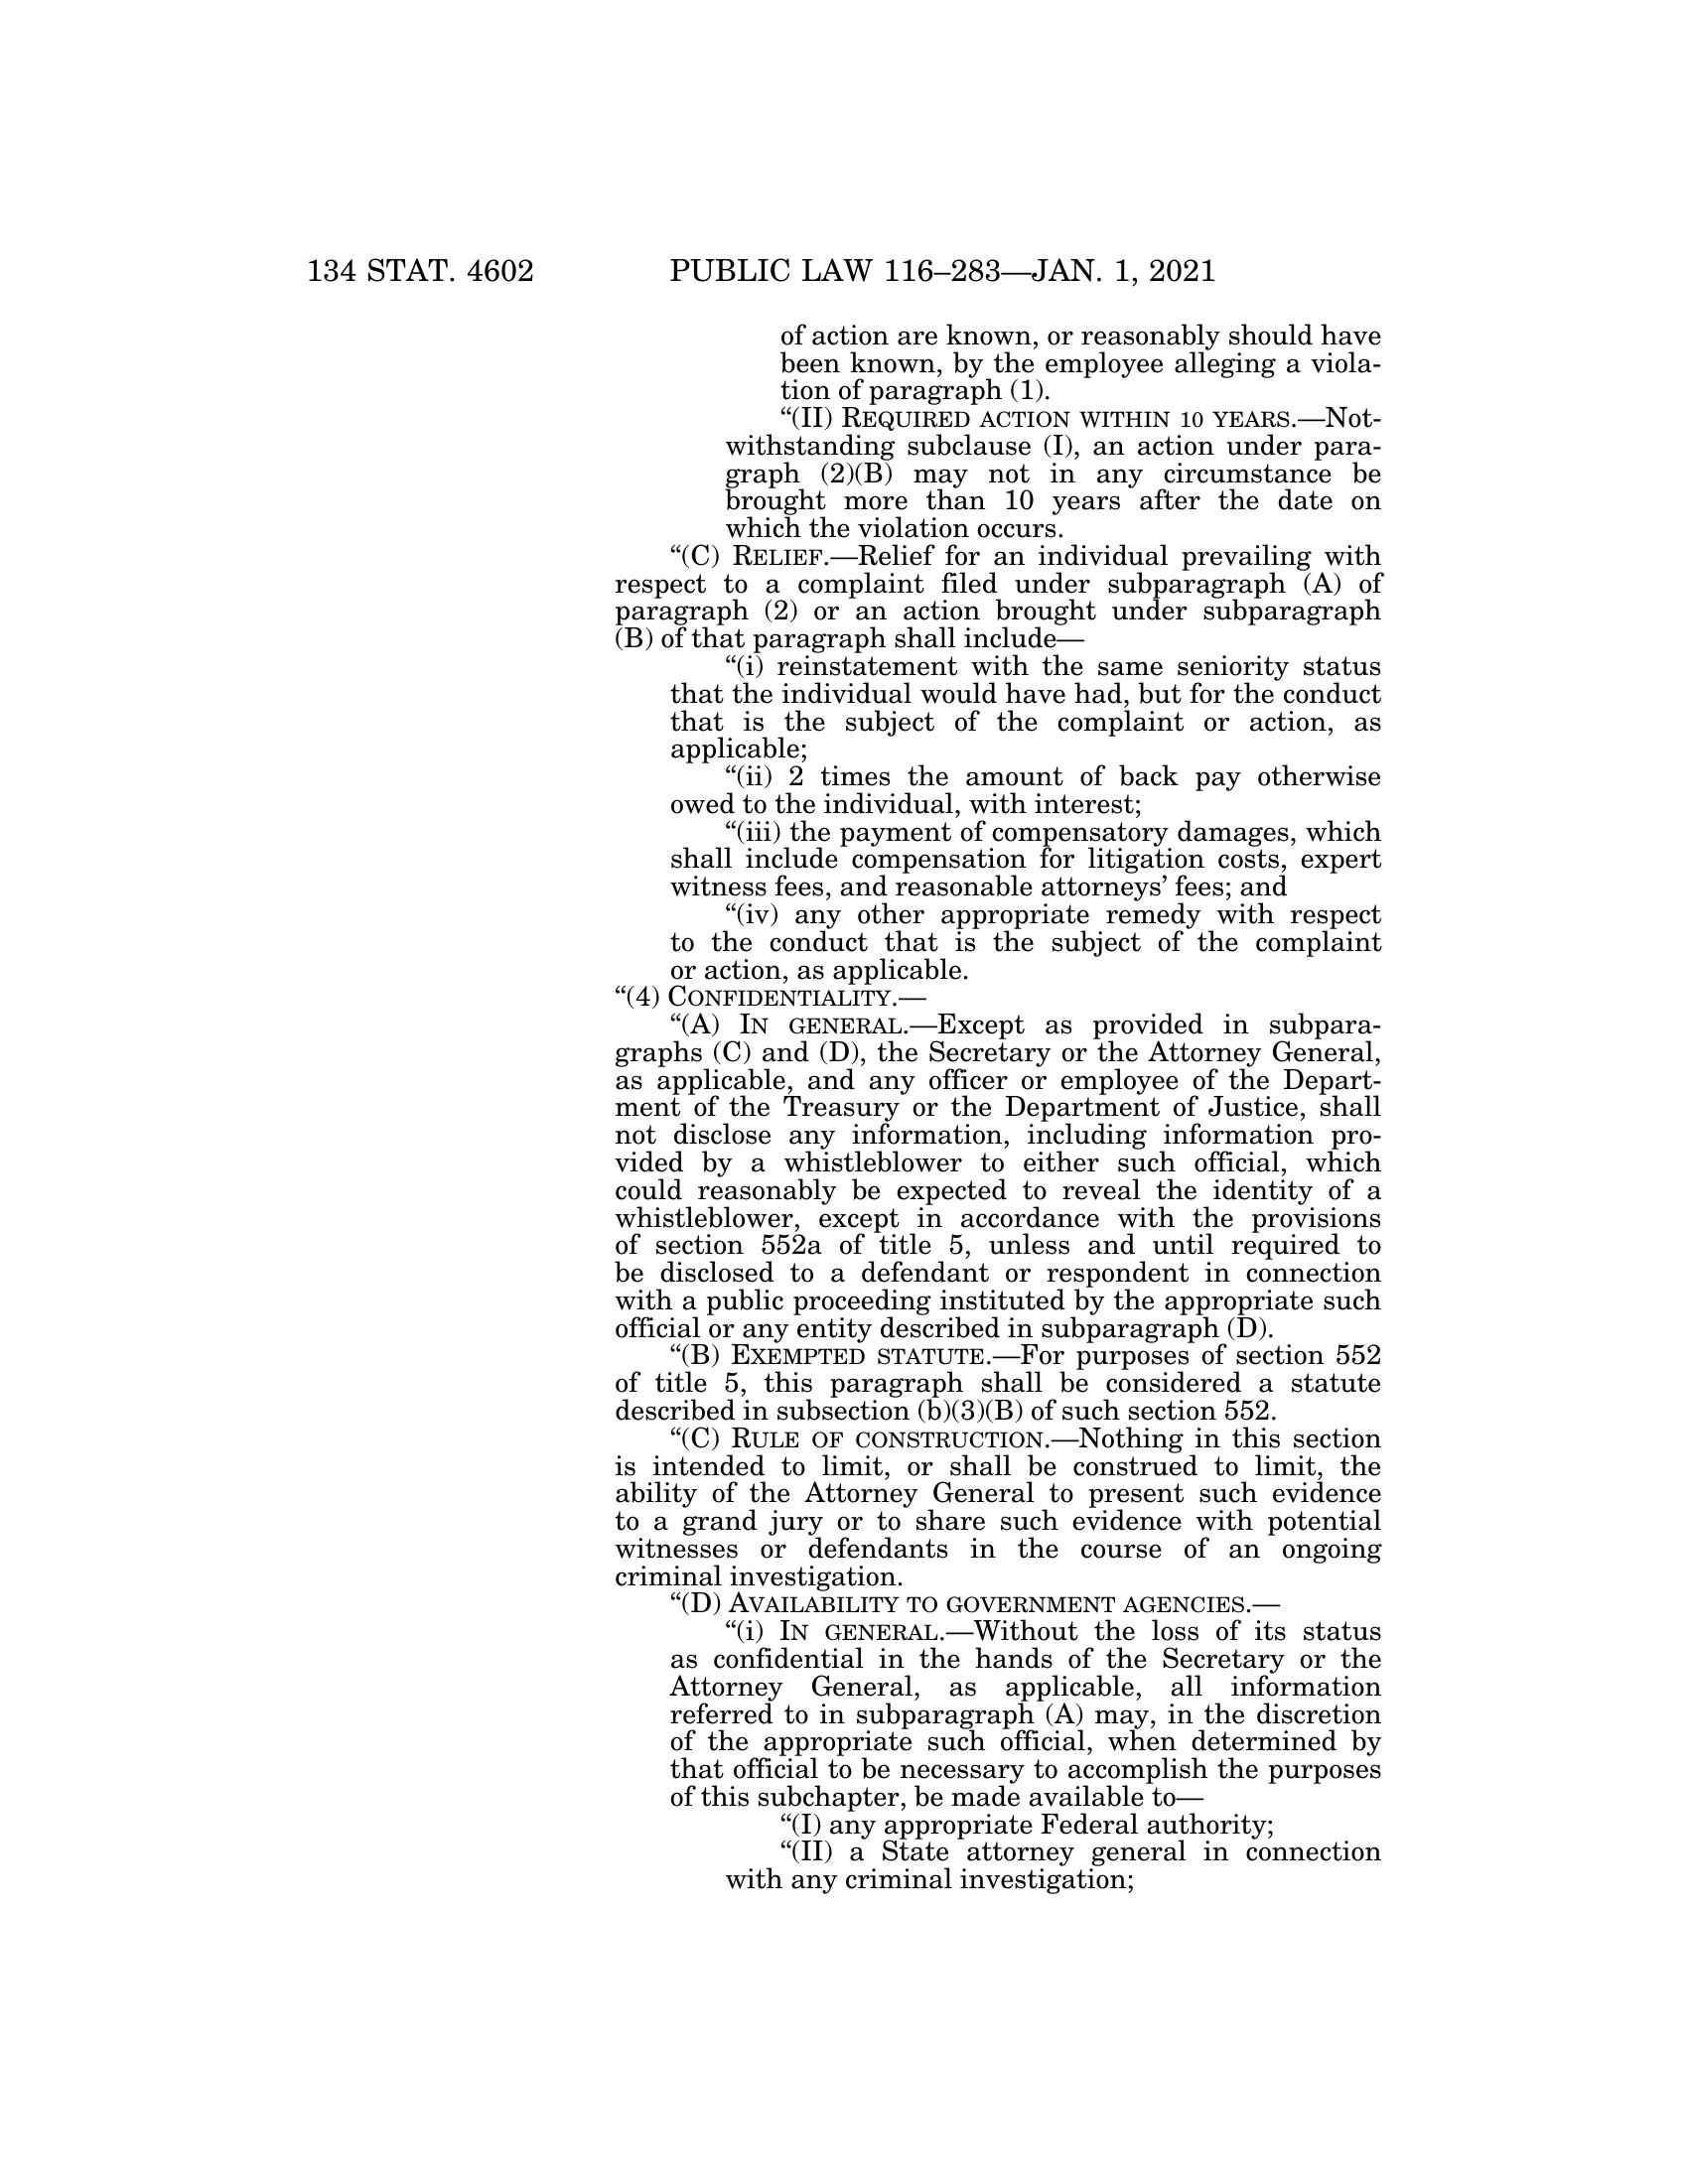 134 STAT. 4602 PUBLIC LAW 116–283—JAN. 1, 2021
of action are known, or reasonably should have
been known, by the employee alleging a viola-
tion of paragraph (1).
“(II) REQUIRED ACTION WITHIN 10 YEARS.—Not-
withstanding subclause (I), an action under para-
graph (2)(B) may not in any circumstance be
brought more than 10 years after the date on
which the violation occurs.
“(C) RELIEF.—Relief for an individual prevailing with
respect to a complaint filed under subparagraph (A) of
paragraph (2) or an action brought under subparagraph
(B) of that paragraph shall include—
“(i) reinstatement with the same seniority status
that the individual would have had, but for the conduct
that is the subject of the complaint or action, as
applicable;
“(ii) 2 times the amount of back pay otherwise
owed to the individual, with interest;
“(iii) the payment of compensatory damages, which
shall include compensation for litigation costs, expert
witness fees, and reasonable attorneys’ fees; and
“(iv) any other appropriate remedy with respect
to the conduct that is the subject of the complaint
or action, as applicable.
“(4) CONFIDENTIALITY.—
“(A) IN GENERAL.—Except as provided in subpara-
graphs (C) and (D), the Secretary or the Attorney General,
as applicable, and any officer or employee of the Depart-
ment of the Treasury or the Department of Justice, shall
not disclose any information, including information pro-
vided by a whistleblower to either such official, which
could reasonably be expected to reveal the identity of a
whistleblower, except in accordance with the provisions
of section 552a of title 5, unless and until required to
be disclosed to a defendant or respondent in connection
with a public proceeding instituted by the appropriate such
official or any entity described in subparagraph (D).
“(B) EXEMPTED STATUTE.—For purposes of section 552
of title 5, this paragraph shall be considered a statute
described in subsection (b)(3)(B) of such section 552.
“(C) RULE OF CONSTRUCTION.—Nothing in this section
is intended to limit, or shall be construed to limit, the
ability of the Attorney General to present such evidence
to a grand jury or to share such evidence with potential
witnesses or defendants in the course of an ongoing
criminal investigation.
“(D) AVAILABILITY TO GOVERNMENT AGENCIES.—
“(i) IN GENERAL.—Without the loss of its status
as confidential in the hands of the Secretary or the
Attorney General, as applicable, all information
referred to in subparagraph (A) may, in the discretion
of the appropriate such official, when determined by
that official to be necessary to accomplish the purposes
of this subchapter, be made available to—
“(I) any appropriate Federal authority;
“(II) a State attorney general in connection
with any criminal investigation;